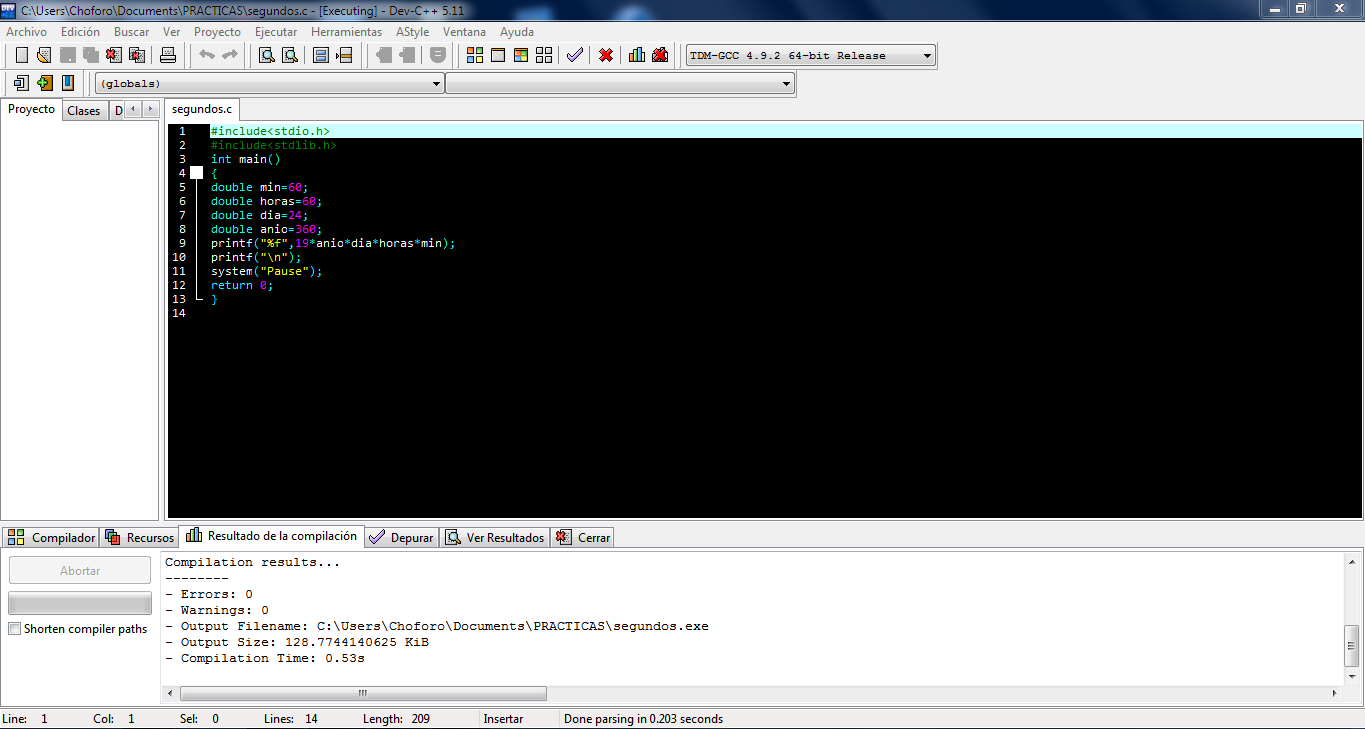 C:\Users\Choforo\Documents\PRACTICAS\segundos.c - [Executing] - Dev-C++ 5.11
Archivo Edición Buscar Ver Proyecto Ejecutar Herramientas AStyle Ventana Ayuda
TDM-GCC 4.9.2 64-bit Release
(globals)
Proyecto Clases D
segundos.c
1 #include<stdio.h>
2 #include<stdlib.h>
3 int main()
4 {
5 double min=60;
6 double horas=60;
7 double dia=24;
8 double anio=360;
9 printf("%f",19*anio*dia*horas*min);
10 printf("\n");
11 system("Pause");
12 return 0;
13 }
14
Compilador Recursos Resultado de la compilación Depurar Ver Resultados Cerrar
Abortar
Shorten compiler paths
Compilation results...
--------
- Errors: 0
- Warnings: 0
- Output Filename: C:\Users\Choforo\Documents\PRACTICAS\segundos.exe
- Output Size: 128.7744140625 KiB
- Compilation Time: 0.53s
Line: 1 Col: 1 Sel: 0 Lines: 14 Length: 209 Insertar Done parsing in 0.203 seconds